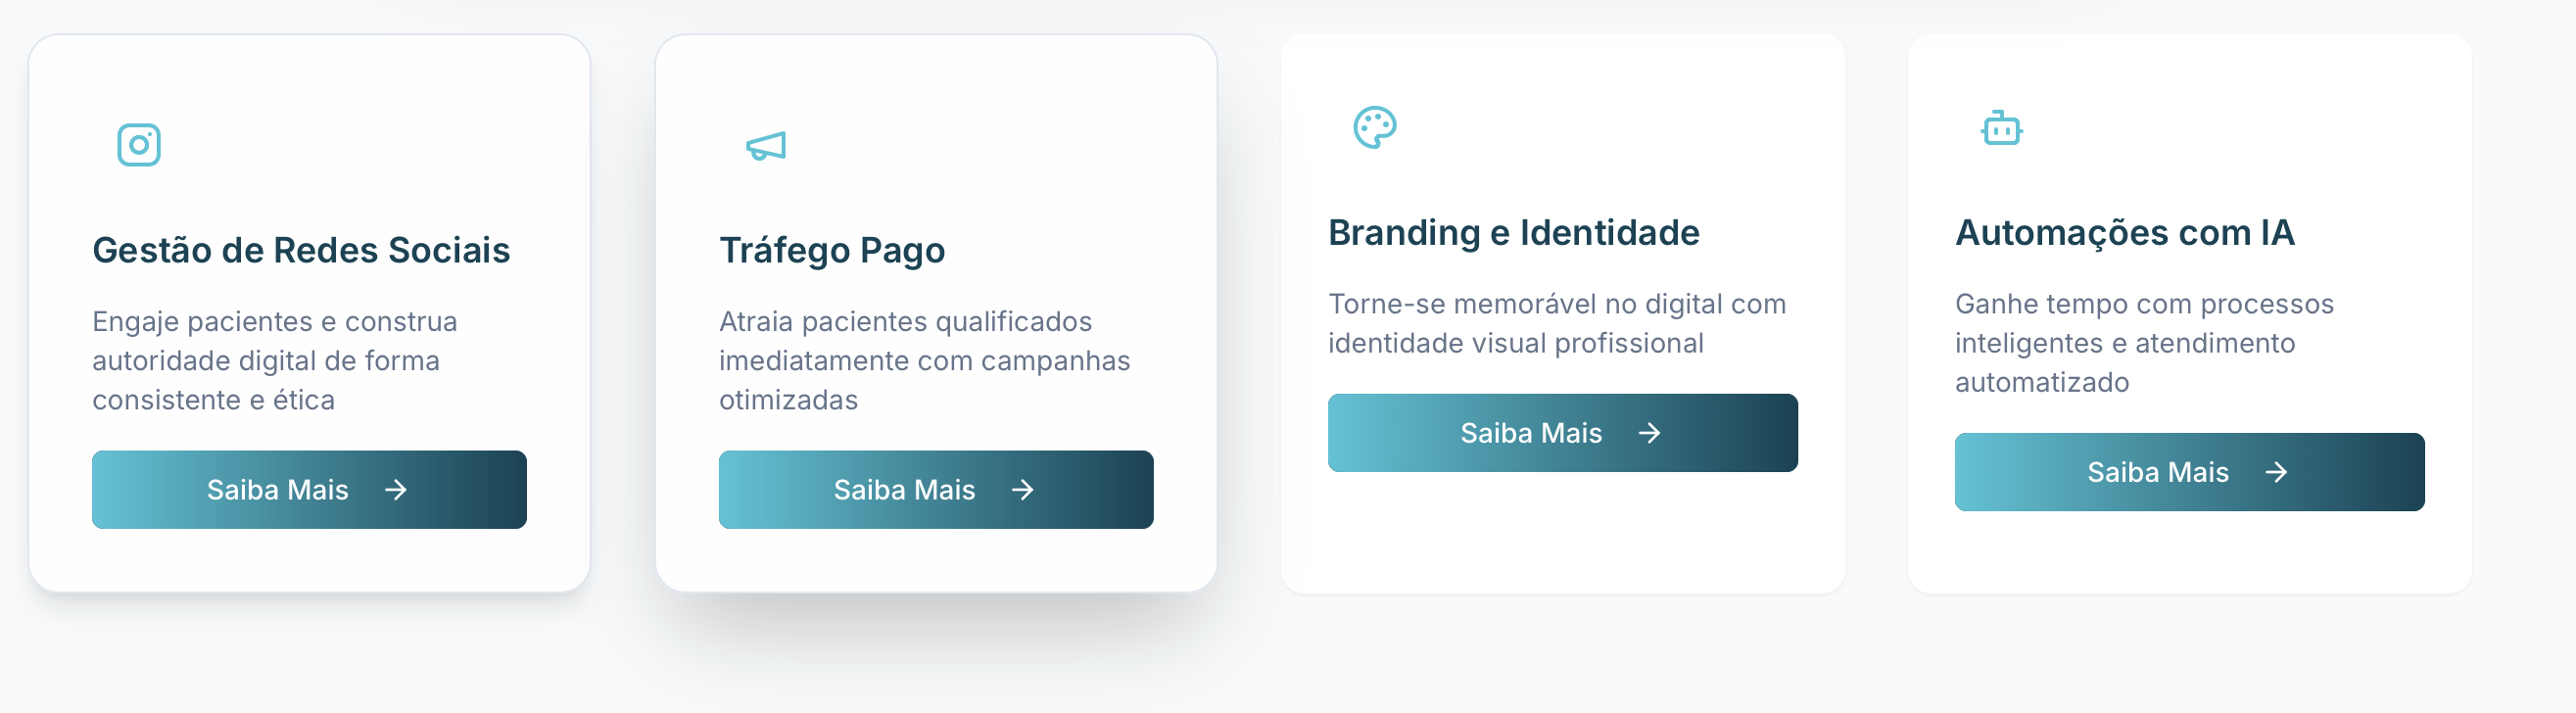 Gestão de Redes Sociais
Engaje pacientes e construa
autoridade digital de forma
consistente e ética
Saiba Mais
Tráfego Pago
Atraia pacientes qualificados
imediatamente com campanhas
otimizadas
Saiba Mais
Branding e Identidade
Torne-se memorável no digital com
identidade visual profissional
Saiba Mais
Automações com IA
Ganhe tempo com processos
inteligentes e atendimento
automatizado
Saiba Mais